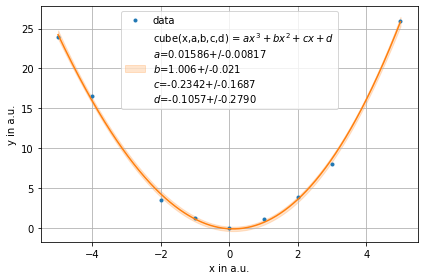 data
cube(x,a,b,c,d) = ax³ + bx² + cx + d
a=0.01586+/-0.00817
b=1.006+/-0.021
c=-0.2342+/-0.1687
d=-0.1057+/-0.2790
y in a.u.
25
20
15
10
5
0
−4
−2
0
2
4
x in a.u.